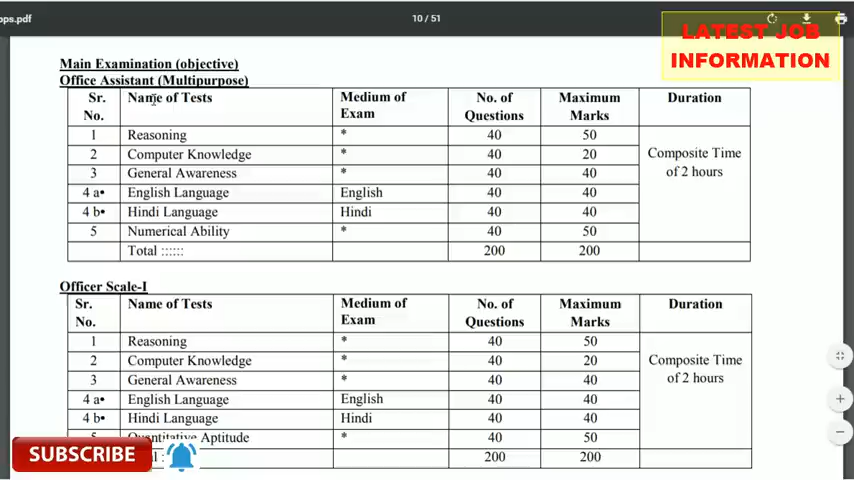 ops.pdf
10 / 51
LATEST JOB
INFORMATION
Main Examination (objective)
Office Assistant (Multipurpose)
Sr. No. Name of Tests Medium of Exam No. of Questions Maximum Marks Duration
1 Reasoning * 40 50 Composite Time of 2 hours
2 Computer Knowledge * 40 20
3 General Awareness * 40 40
4 a• English Language English 40 40
4 b• Hindi Language Hindi 40 40
5 Numerical Ability * 40 50
Total :::::: 200 200
Officer Scale-I
Sr. No. Name of Tests Medium of Exam No. of Questions Maximum Marks Duration
1 Reasoning * 40 50 Composite Time of 2 hours
2 Computer Knowledge * 40 20
3 General Awareness * 40 40
4 a• English Language English 40 40
4 b• Hindi Language Hindi 40 40
5 Quantitative Aptitude * 40 50
200 200
SUBSCRIBE